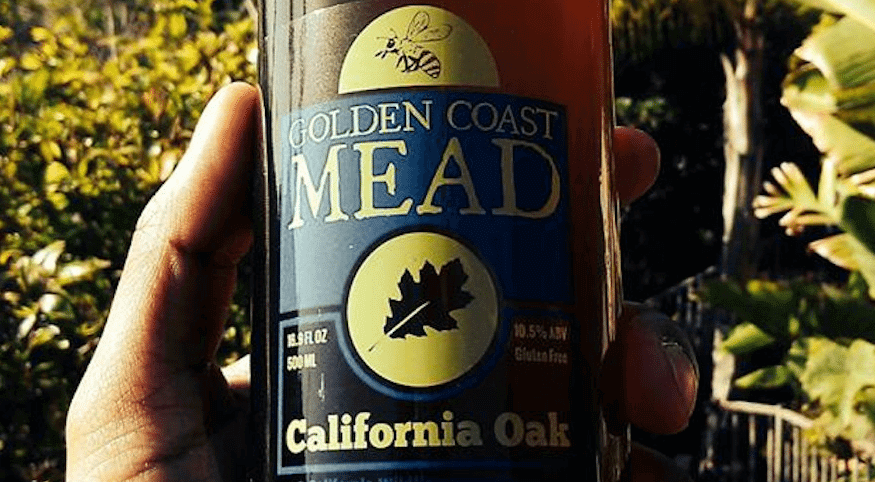 GOLDEN COAST
MEAD
16.9 FL OZ
500 ML
10.5% ABV
Gluten Free
California Oak